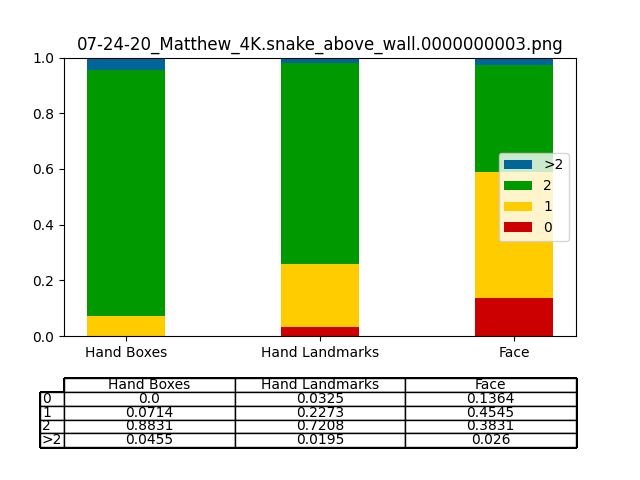 07-24-20_Matthew_4K.snake_above_wall.0000000003.png
1.0
0.8
0.6
0.4
0.2
0.0
>2
2
1
0
Hand Boxes Hand Landmarks Face
Hand Boxes Hand Landmarks Face
0 0.0 0.0325 0.1364
1 0.0714 0.2273 0.4545
2 0.8831 0.7208 0.3831
>2 0.0455 0.0195 0.026